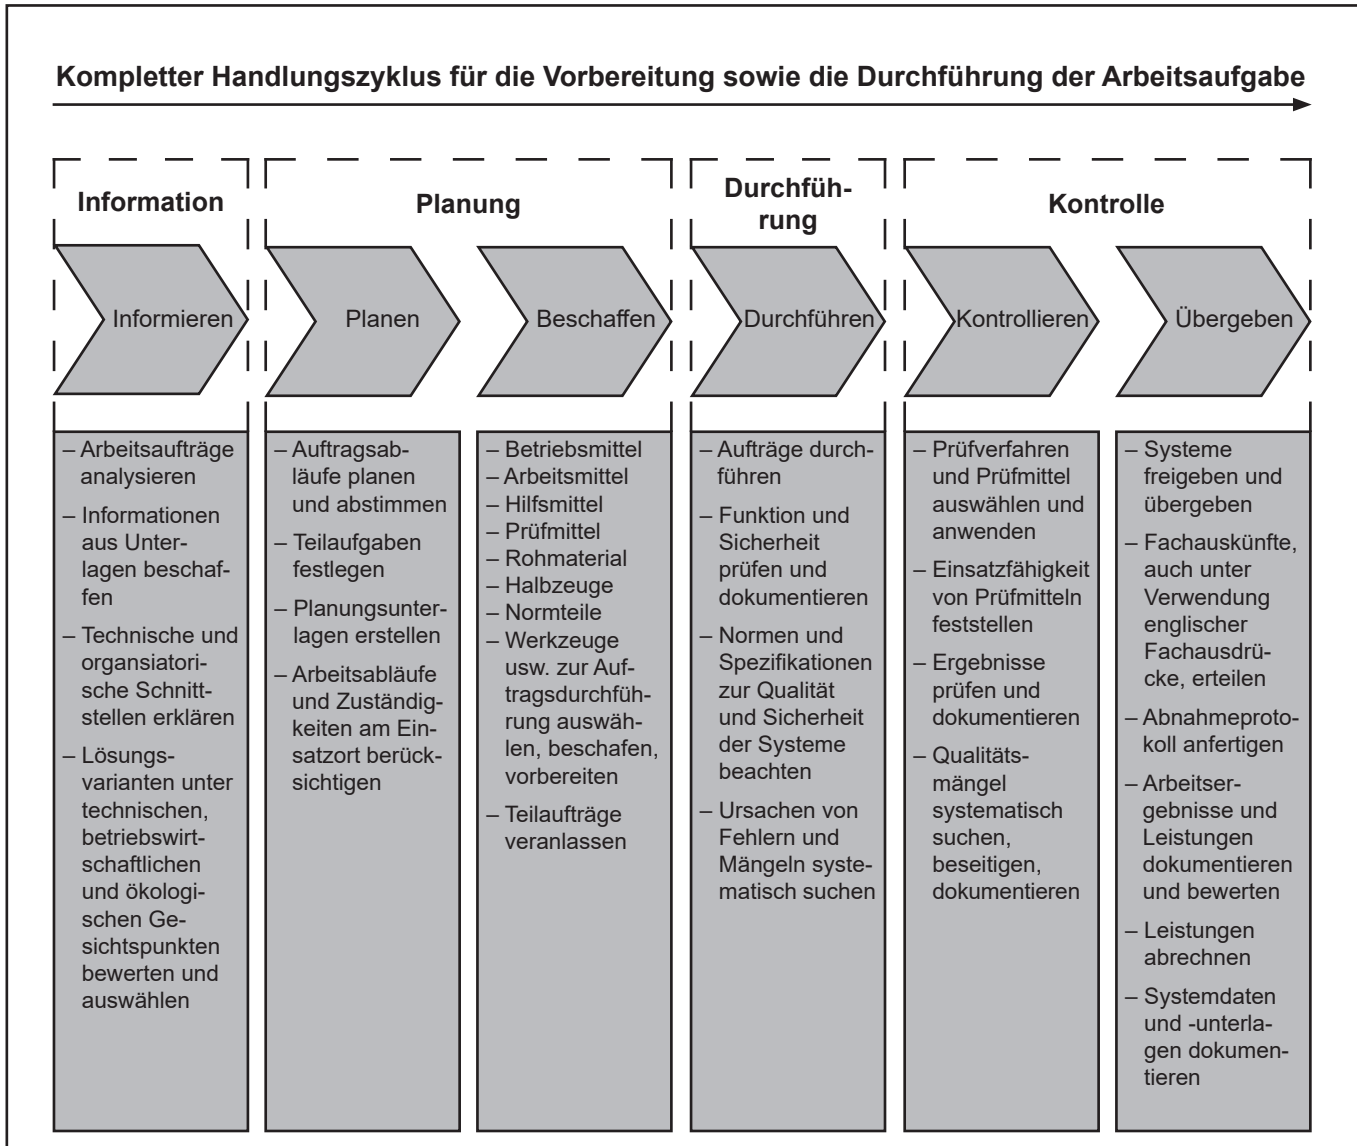 Kompletter Handlungszyklus für die Vorbereitung sowie die Durchführung der Arbeitsaufgabe
Information
Informieren
– Arbeitsaufträge
analysieren
– Informationen
aus Unter-
lagen beschaf-
fen
– Technische und
organsiatori-
sche Schnitt-
stellen erklären
– Lösungs-
varianten unter
technischen,
betriebswirt-
schaftlichen
und ökologi-
schen Ge-
sichtspunkten
bewerten und
auswählen
Planung
Planen
– Auftragsab-
läufe planen
und abstimmen
– Teilaufgaben
festlegen
– Planungsunter-
lagen erstellen
– Arbeitsabläufe
und Zuständig-
keiten am Ein-
satzort berück-
sichtigen
Beschaffen
– Betriebsmittel
– Arbeitsmittel
– Hilfsmittel
– Prüfmittel
– Rohmaterial
– Halbzeuge
– Normteile
– Werkzeuge
usw. zur Auf-
tragsdurchfüh-
rung auswäh-
len, beschafen,
vorbereiten
– Teilaufträge
veranlassen
Durchfüh-
rung
Durchführen
– Aufträge durch-
führen
– Funktion und
Sicherheit
prüfen und
dokumentieren
– Normen und
Spezifikationen
zur Qualität
und Sicherheit
der Systeme
beachten
– Ursachen von
Fehlern und
Mängeln syste-
matisch suchen
Kontrolle
Kontrollieren
– Prüfverfahren
und Prüfmittel
auswählen und
anwenden
– Einsatzfähigkeit
von Prüfmitteln
feststellen
– Ergebnisse
prüfen und
dokumentieren
– Qualitäts-
mängel
systematisch
suchen,
beseitigen,
dokumentieren
Übergeben
– Systeme
freigeben und
übergeben
– Fachauskünfte,
auch unter
Verwendung
englischer
Fachausdrü-
cke, erteilen
– Abnahmeproto-
koll anfertigen
– Arbeitser-
gebnisse und
Leistungen
dokumentieren
und bewerten
– Leistungen
abrechnen
– Systemdaten
und -unterla-
gen dokumen-
tieren